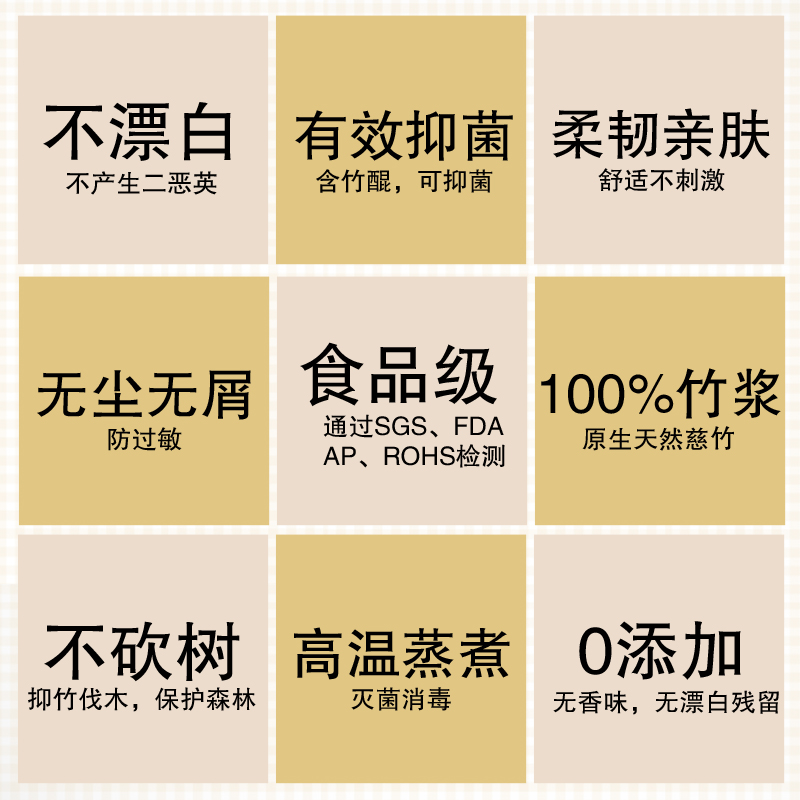 不漂白
不产生二恶英
有效抑菌
含竹醌，可抑菌
柔韧亲肤
舒适不刺激
无尘无屑
防过敏
食品级
通过SGS、FDA
AP、ROHS检测
100%竹浆
原生天然慈竹
不砍树
抑竹伐木，保护森林
高温蒸煮
灭菌消毒
0添加
无香味，无漂白残留